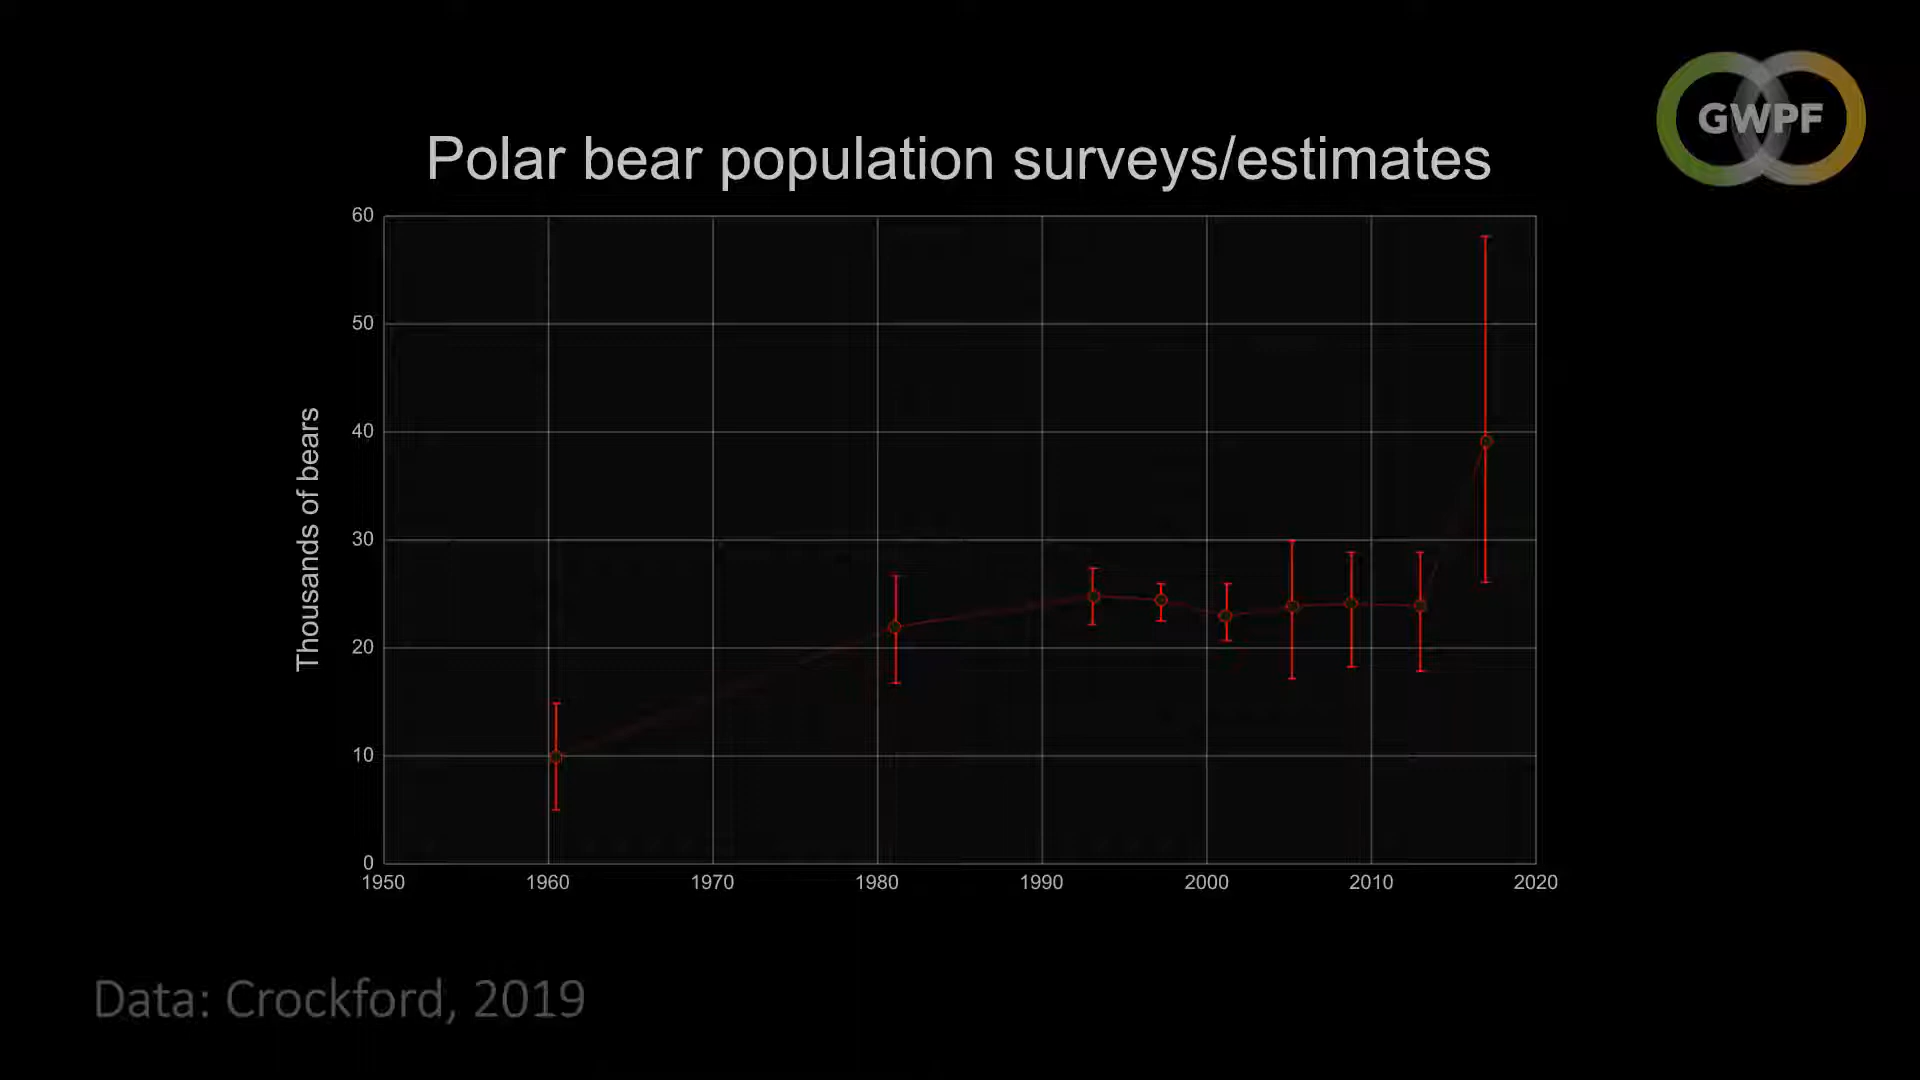 GWPF
Polar bear population surveys/estimates
60
50
40
30
20
10
0
Thousands of bears
1950 1960 1970 1980 1990 2000 2010 2020
Data: Crockford, 2019